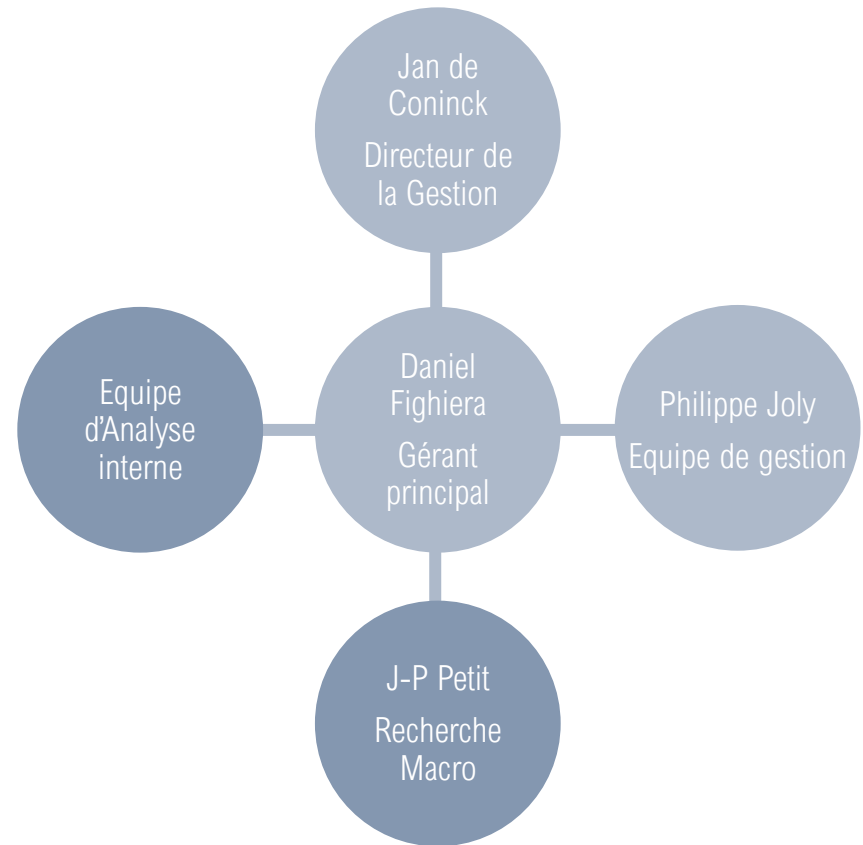 Jan de
Coninck
Directeur de
la Gestion
Equipe
d'Analyse
interne
Daniel
Fighiera
Gérant
principal
Philippe Joly
Equipe de gestion
J-P Petit
Recherche
Macro